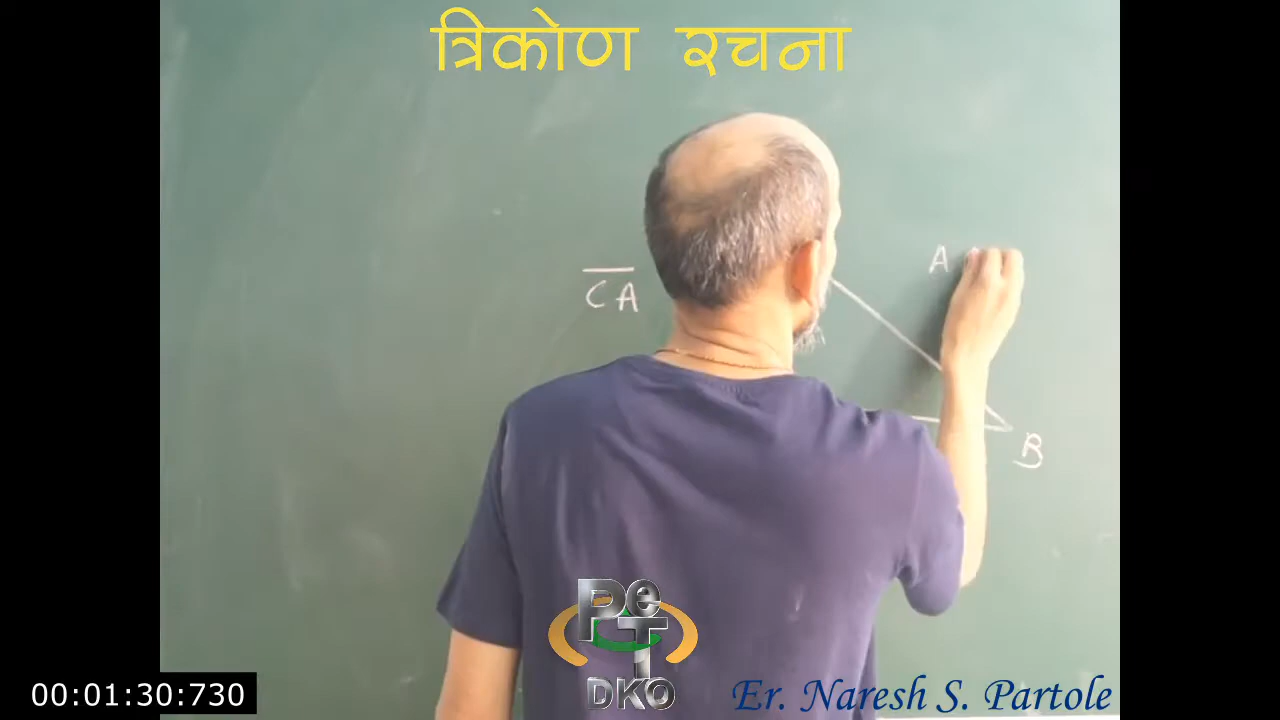 त्रिकोण रचना
A
CA
B
PeT
DKO
Er. Naresh S. Partole
00:01:30:730